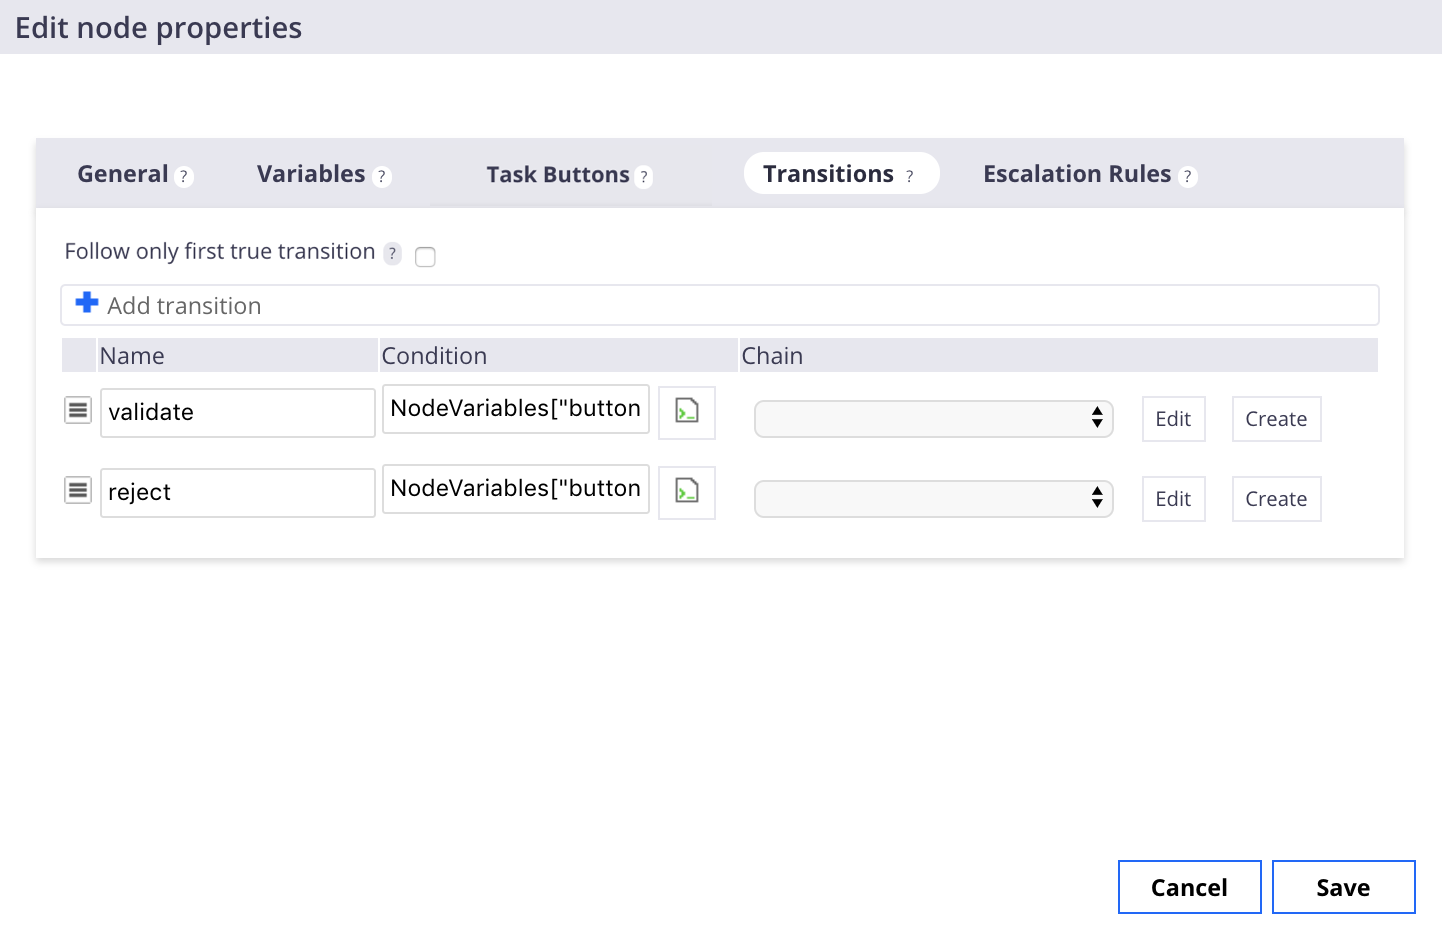 Edit node properties
General ? Variables ? Task Buttons ? Transitions ? Escalation Rules ?
Follow only first true transition ?
Add transition
Name Condition Chain
validate NodeVariables["button Edit Create
reject NodeVariables["button Edit Create
Cancel Save